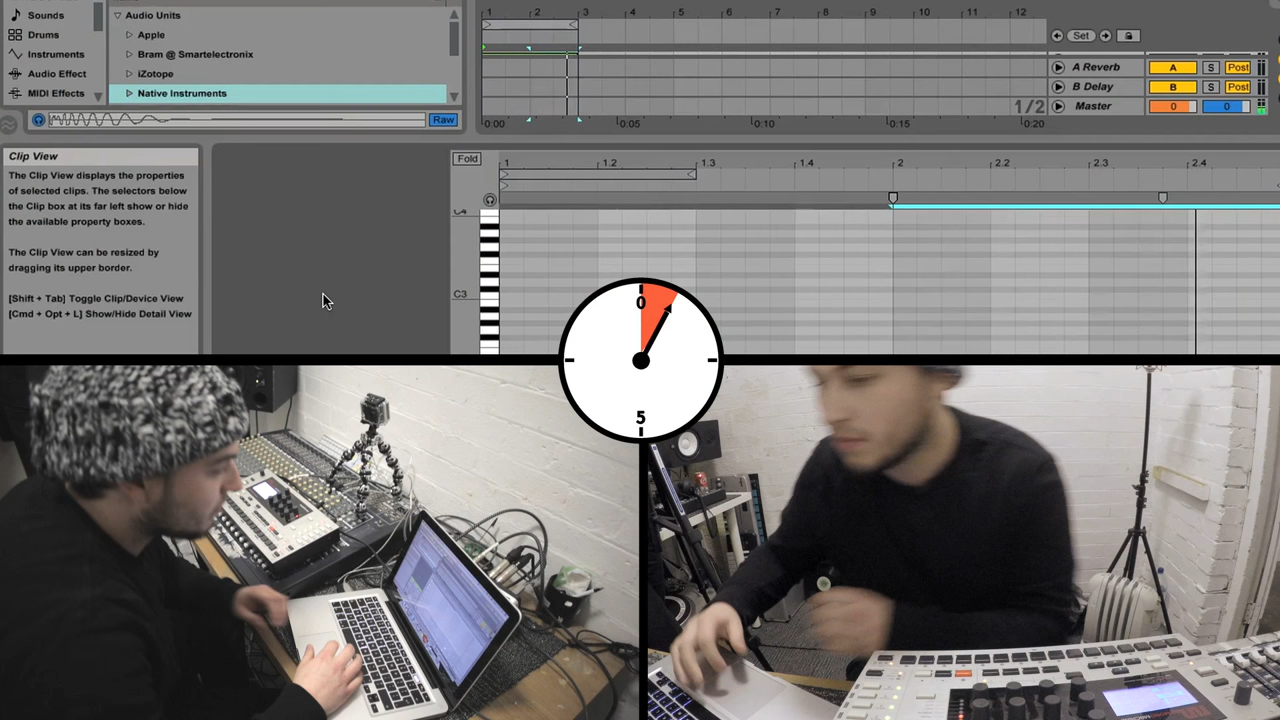 Sounds
Drums
Instruments
Audio Effect
MIDI Effects
Audio Units
Apple
Bram @ Smartelectronix
iZotope
Native Instruments
Raw
1 2 3 4 5 6 7 8 9 10 11 12
Set
A Reverb A S Post
B Delay B S Post
1/2 Master 0 0
0:00 0:05 0:10 0:15 0:20
Clip View
The Clip View displays the properties
of selected clips. The selectors below
the Clip box at its far left show or hide
the available property boxes.
The Clip View can be resized by
dragging its upper border.
[Shift + Tab] Toggle Clip/Device View
[Cmd + Opt + L] Show/Hide Detail View
Fold
1 1.2 1.3 1.4 2 2.2 2.3 2.4
C4
C3
0
5